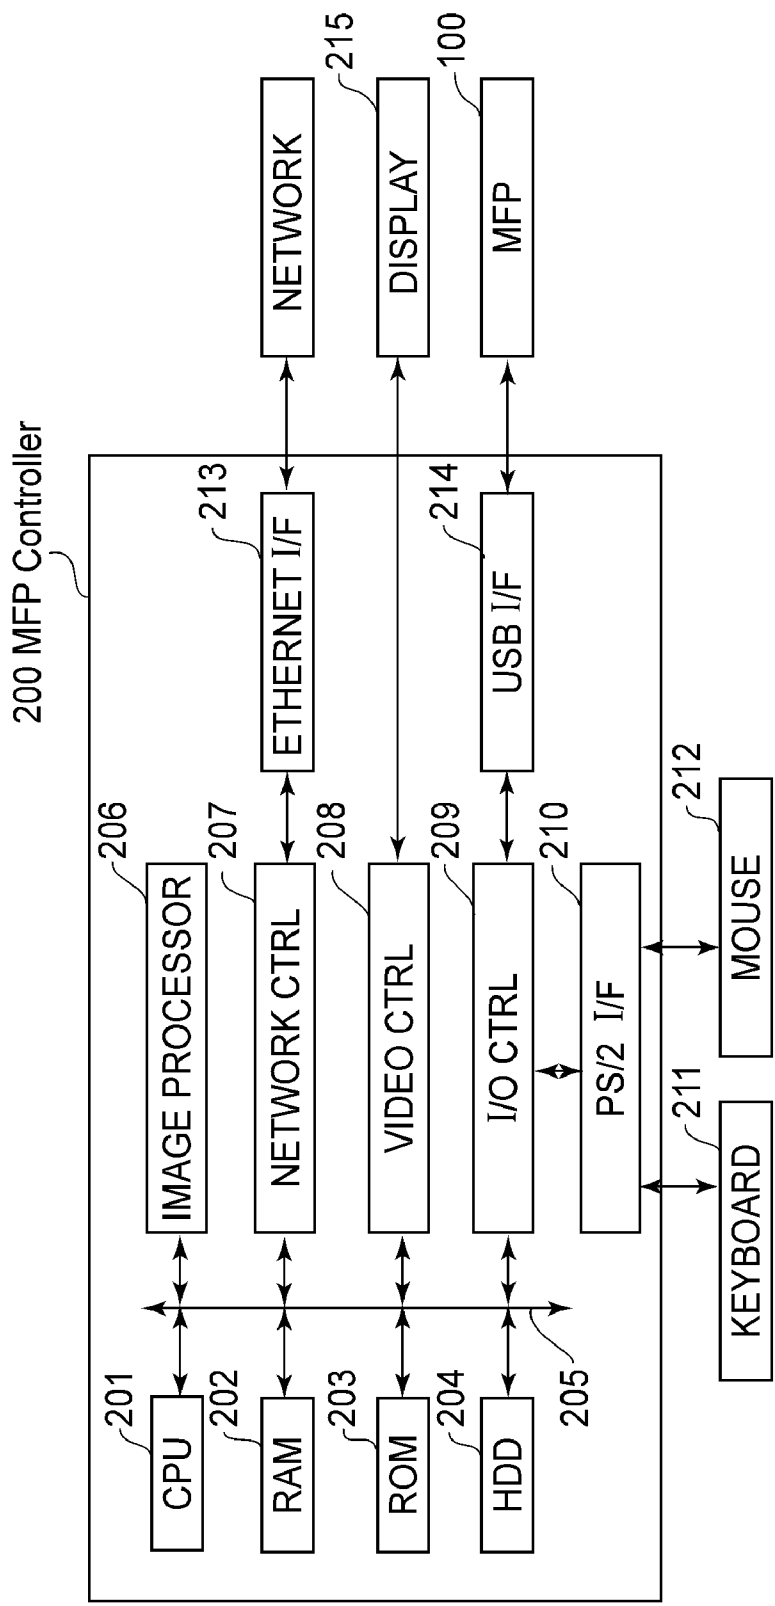 200 MFP Controller
201
CPU
206
IMAGE PROCESSOR
202
RAM
207
NETWORK CTRL
213
ETHERNET I/F
NETWORK
203
ROM
208
VIDEO CTRL
215
DISPLAY
204
HDD
209
I/O CTRL
214
USB I/F
100
MFP
205
210
PS/2 I/F
211
KEYBOARD
212
MOUSE